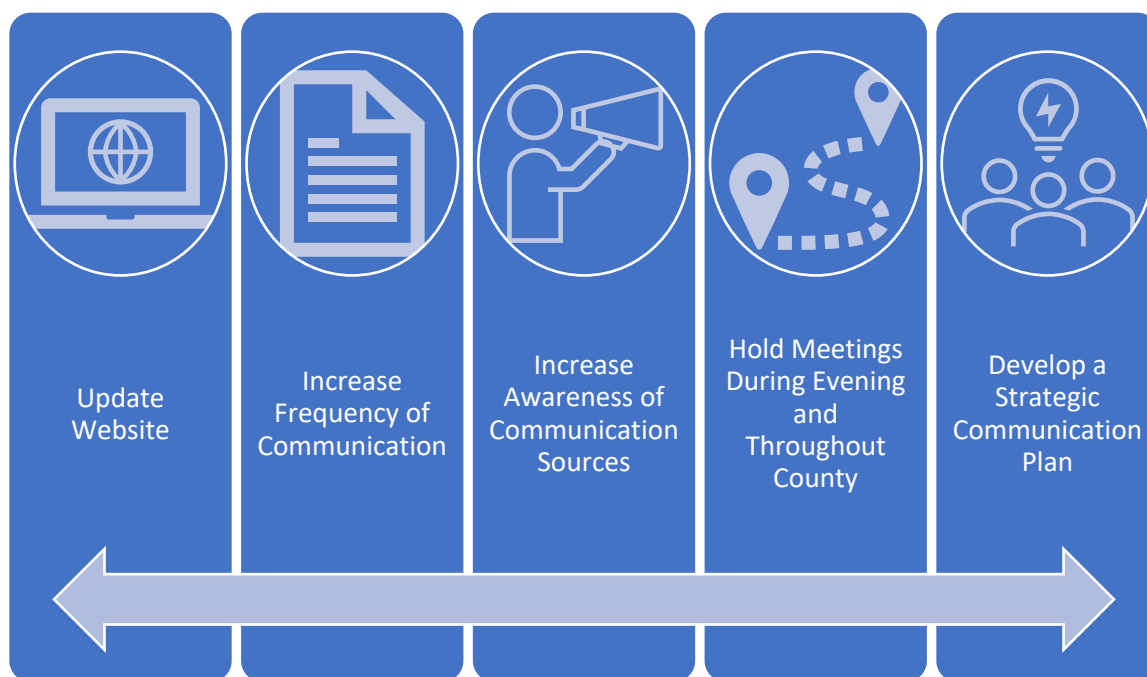 Update
Website
Increase
Frequency of
Communication
Increase
Awareness of
Communication
Sources
Hold Meetings
During Evening
and
Throughout
County
Develop a
Strategic
Communication
Plan